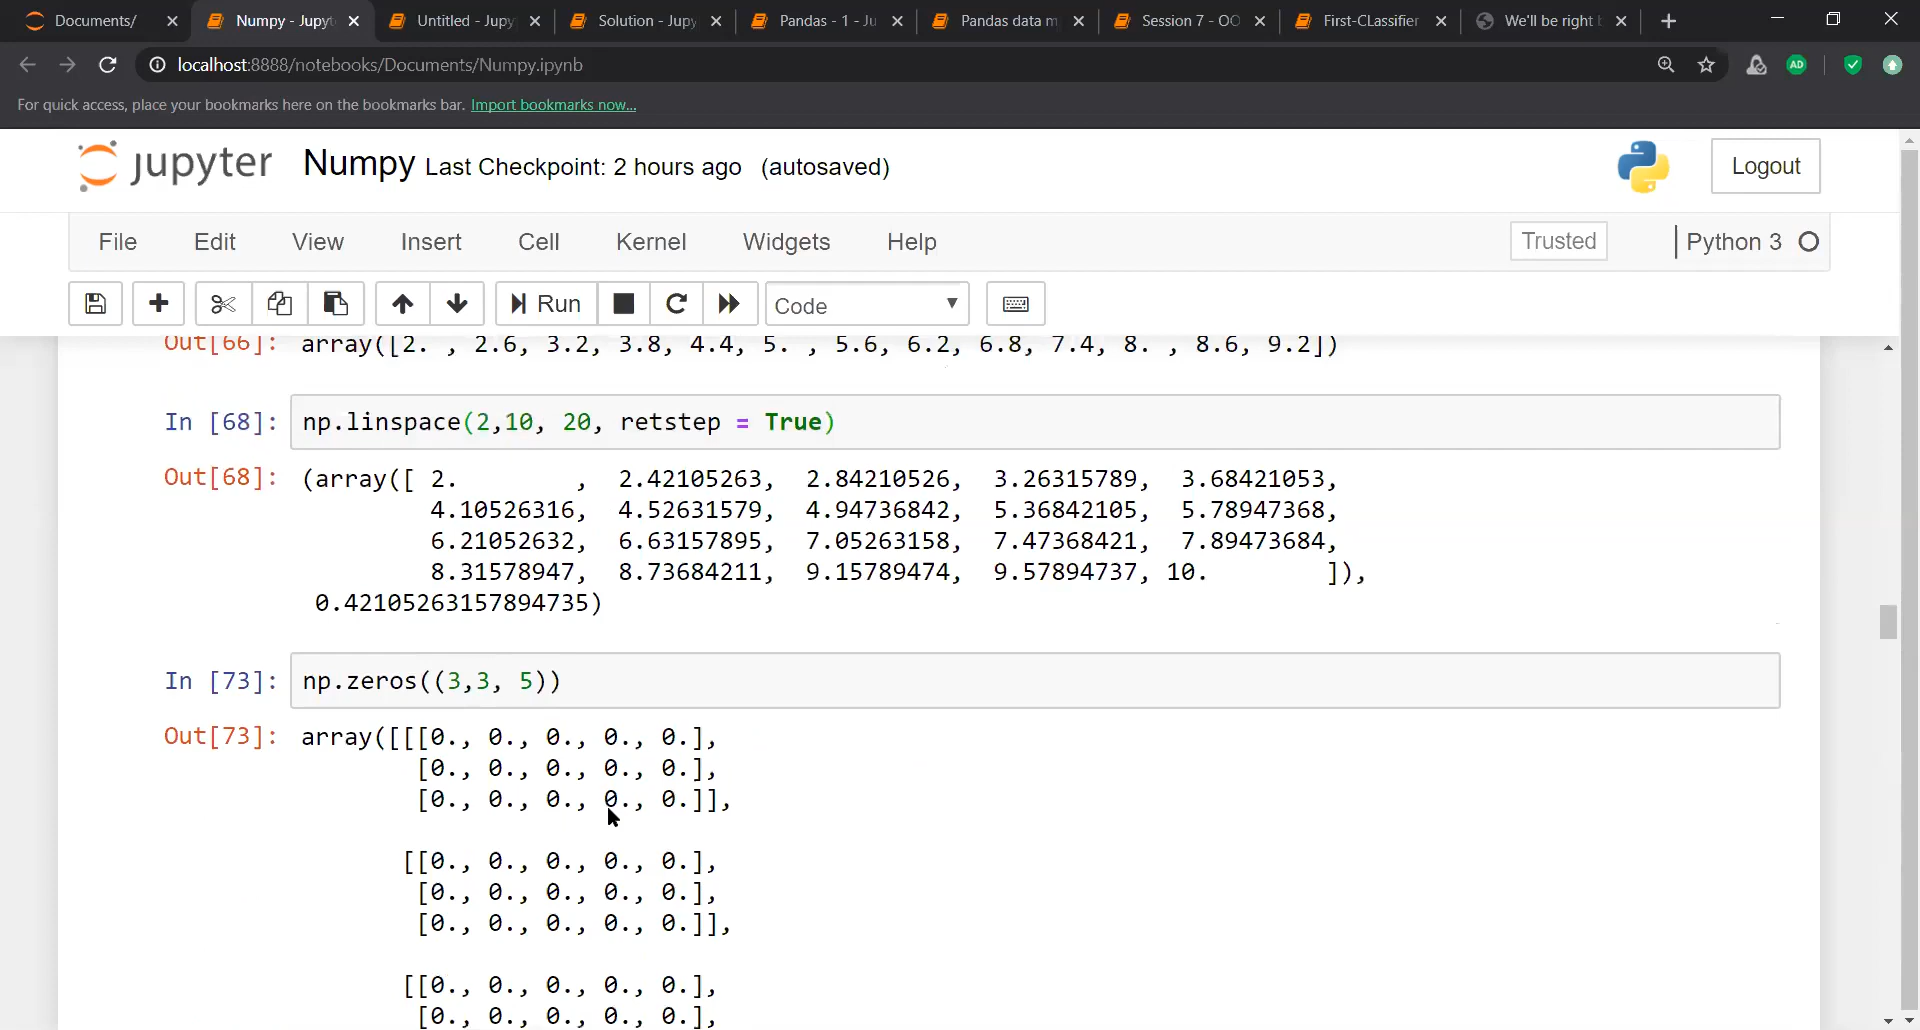 Documents/
Numpy - Jupyt
Untitled - Jupy
Solution - Jupy
Pandas - 1 - Ju
Pandas data m
Session 7 - OO
First-CLassifier
We'll be right b
localhost:8888/notebooks/Documents/Numpy.ipynb
AD
For quick access, place your bookmarks here on the bookmarks bar. Import bookmarks now...
jupyter Numpy Last Checkpoint: 2 hours ago (autosaved)
Logout
File Edit View Insert Cell Kernel Widgets Help
Trusted
Python 3
Run
Code
Out[66]: array([2. , 2.6, 3.2, 3.8, 4.4, 5. , 5.6, 6.2, 6.8, 7.4, 8. , 8.6, 9.2])
In [68]: np.linspace(2,10, 20, retstep = True)
Out[68]: (array([ 2.        ,  2.42105263,  2.84210526,  3.26315789,  3.68421053,
4.10526316,  4.52631579,  4.94736842,  5.36842105,  5.78947368,
6.21052632,  6.63157895,  7.05263158,  7.47368421,  7.89473684,
8.31578947,  8.73684211,  9.15789474,  9.57894737, 10.        ]),
0.42105263157894735)
In [73]: np.zeros((3,3, 5))
Out[73]: array([[[0., 0., 0., 0., 0.],
[0., 0., 0., 0., 0.],
[0., 0., 0., 0., 0.]],
[[0., 0., 0., 0., 0.],
[0., 0., 0., 0., 0.],
[0., 0., 0., 0., 0.]],
[[0., 0., 0., 0., 0.],
[0., 0., 0., 0., 0.],